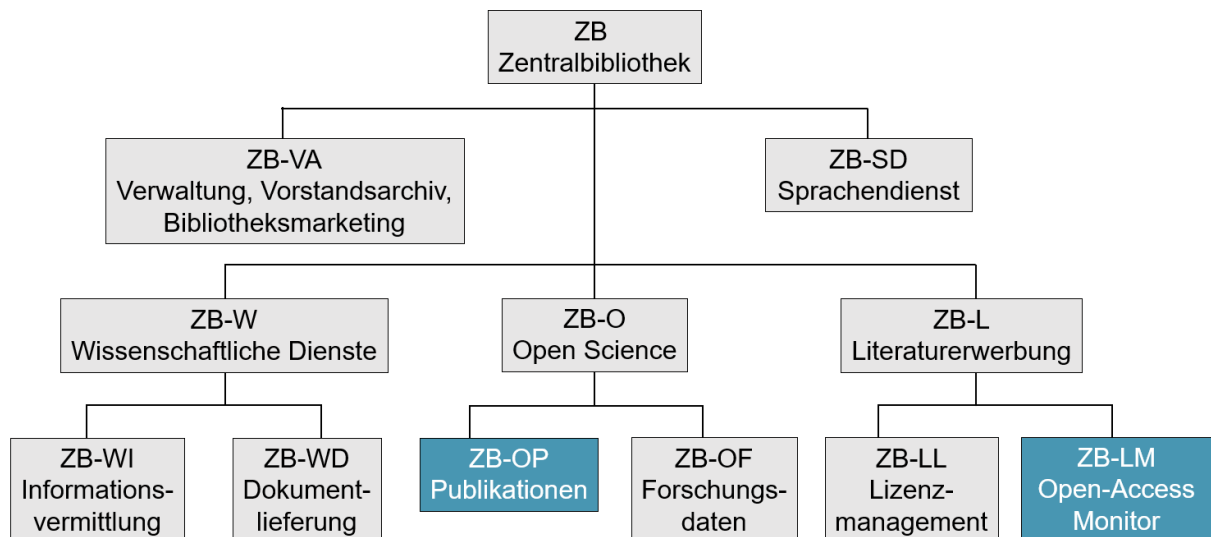 ZB
Zentralbibliothek
ZB-VA
Verwaltung, Vorstandsarchiv,
Bibliotheksmarketing
ZB-SD
Sprachendienst
ZB-W
Wissenschaftliche Dienste
ZB-O
Open Science
ZB-L
Literaturerwerbung
ZB-WI
Informations-
vermittlung
ZB-WD
Dokument-
lieferung
ZB-OP
Publikationen
ZB-OF
Forschungs-
daten
ZB-LL
Lizenz-
management
ZB-LM
Open-Access
Monitor